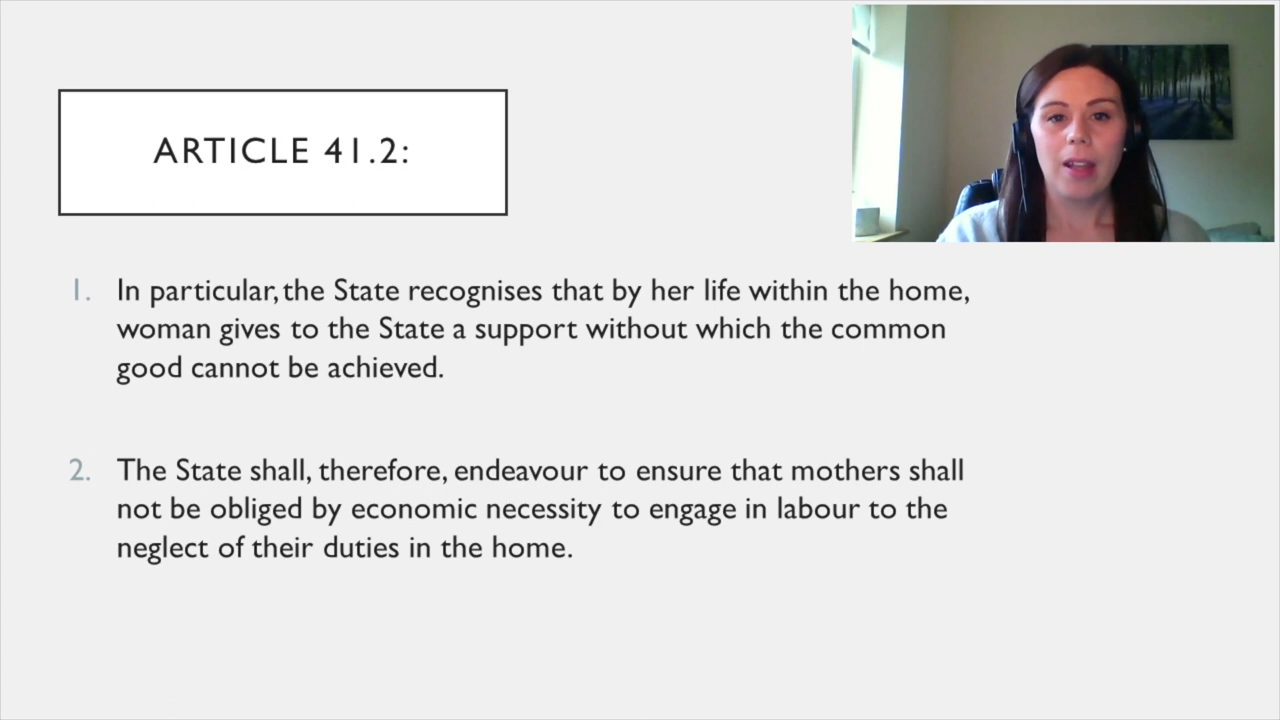 ARTICLE 41.2:
1. In particular, the State recognises that by her life within the home,
woman gives to the State a support without which the common
good cannot be achieved.
2. The State shall, therefore, endeavour to ensure that mothers shall
not be obliged by economic necessity to engage in labour to the
neglect of their duties in the home.